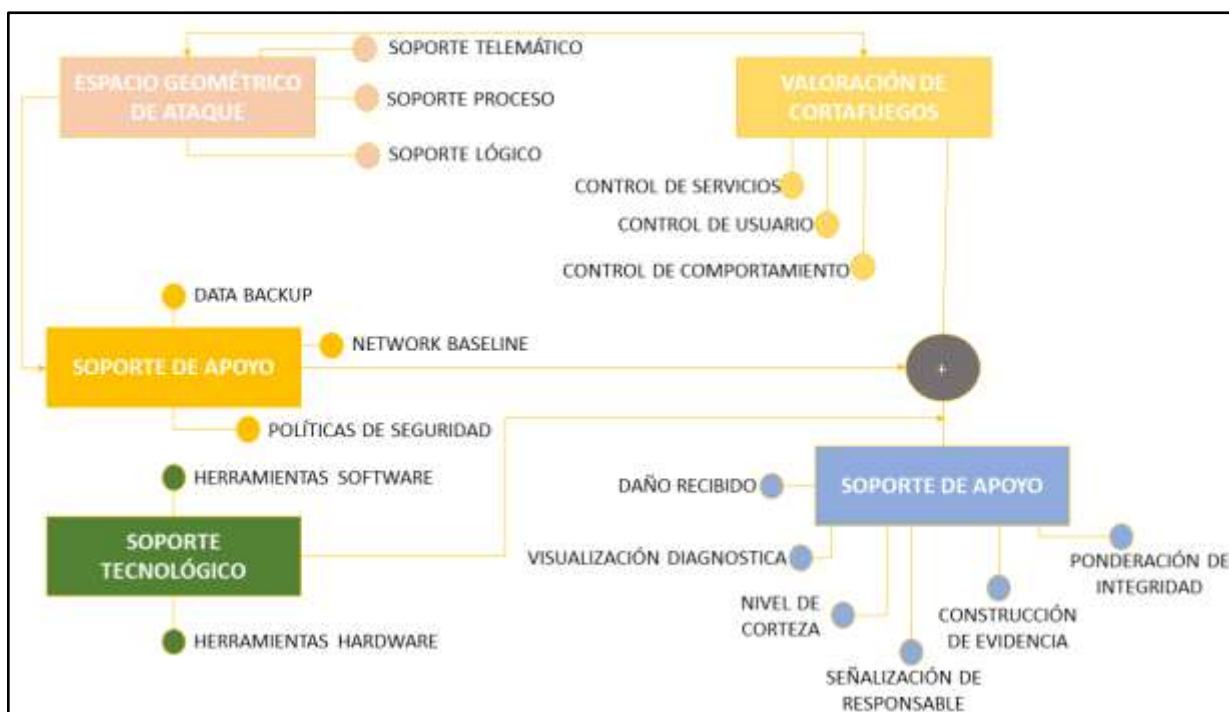 SOPORTE TELEMÁTICO
ESPACIO GEOMÉTRICO
DE ATAQUE
SOPORTE PROCESO
SOPORTE LÓGICO
VALORACIÓN DE
CORTAFUEGOS
CONTROL DE SERVICIOS
CONTROL DE USUARIO
CONTROL DE COMPORTAMIENTO
DATA BACKUP
NETWORK BASELINE
SOPORTE DE APOYO
+
POLÍTICAS DE SEGURIDAD
HERRAMIENTAS SOFTWARE
SOPORTE
TECNOLÓGICO
HERRAMIENTAS HARDWARE
SOPORTE DE APOYO
DAÑO RECIBIDO
VISUALIZACIÓN DIAGNOSTICA
NIVEL DE
CORTEZA
SEÑALIZACIÓN DE
RESPONSABLE
CONSTRUCCIÓN
DE EVIDENCIA
PONDERACIÓN DE
INTEGRIDAD